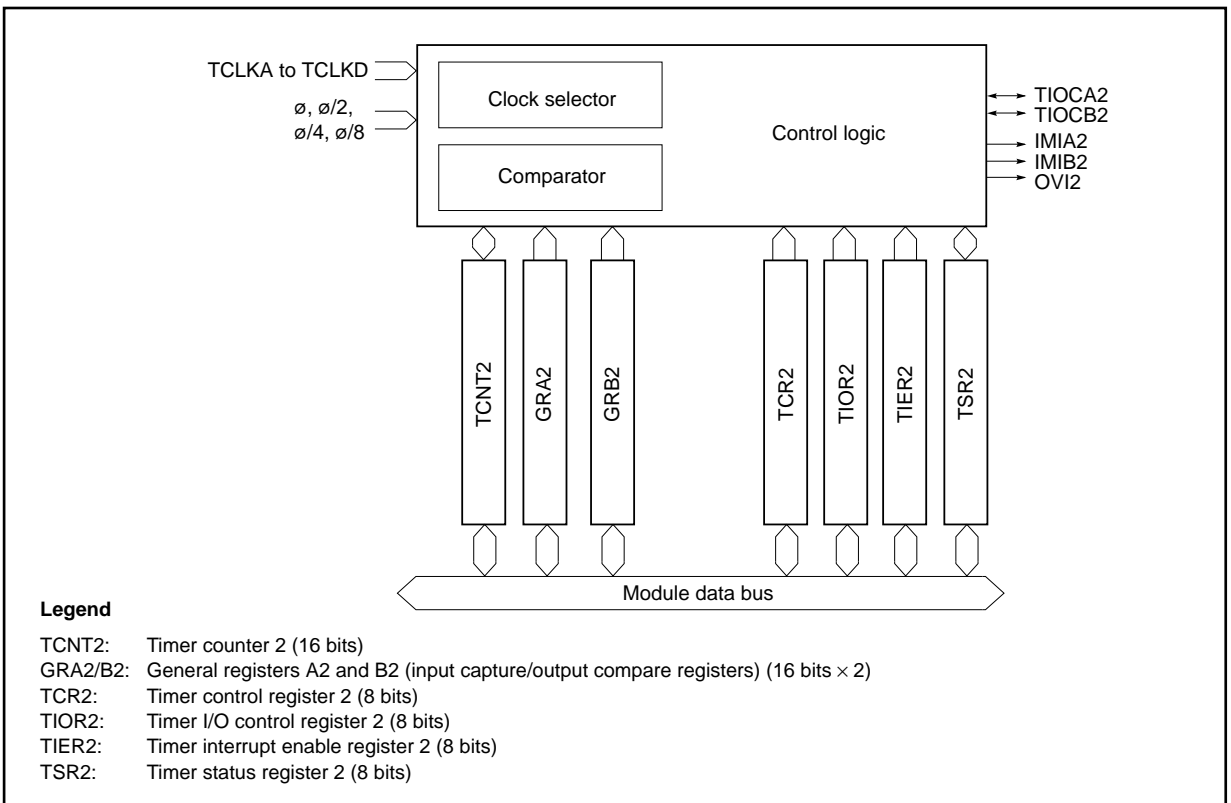 TCLKA to TCLKD
ø, ø/2,
ø/4, ø/8
Clock selector
Comparator
Control logic
TIOCA2
TIOCB2
IMIA2
IMIB2
OVI2
TCNT2
GRA2
GRB2
TCR2
TIOR2
TIER2
TSR2
Module data bus
Legend
TCNT2: Timer counter 2 (16 bits)
GRA2/B2: General registers A2 and B2 (input capture/output compare registers) (16 bits × 2)
TCR2: Timer control register 2 (8 bits)
TIOR2: Timer I/O control register 2 (8 bits)
TIER2: Timer interrupt enable register 2 (8 bits)
TSR2: Timer status register 2 (8 bits)